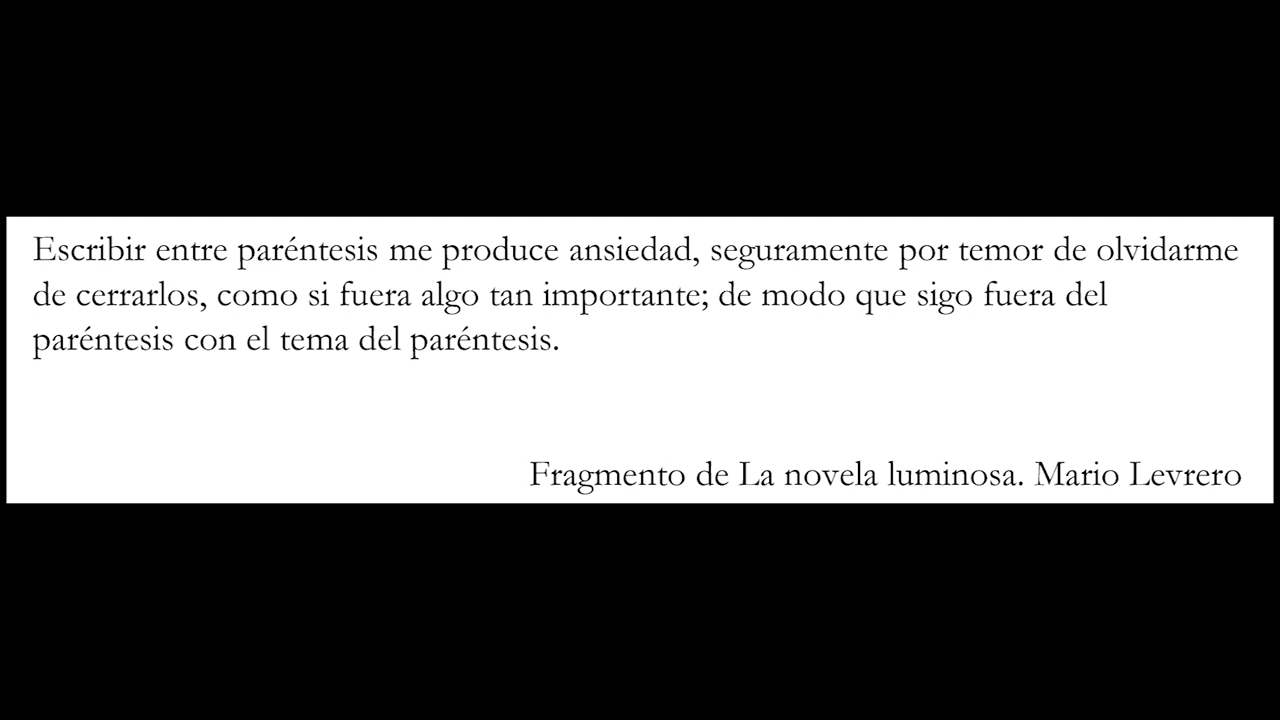 Escribir entre paréntesis me produce ansiedad, seguramente por temor de olvidarme
de cerrarlos, como si fuera algo tan importante; de modo que sigo fuera del
paréntesis con el tema del paréntesis.
Fragmento de La novela luminosa. Mario Levrero